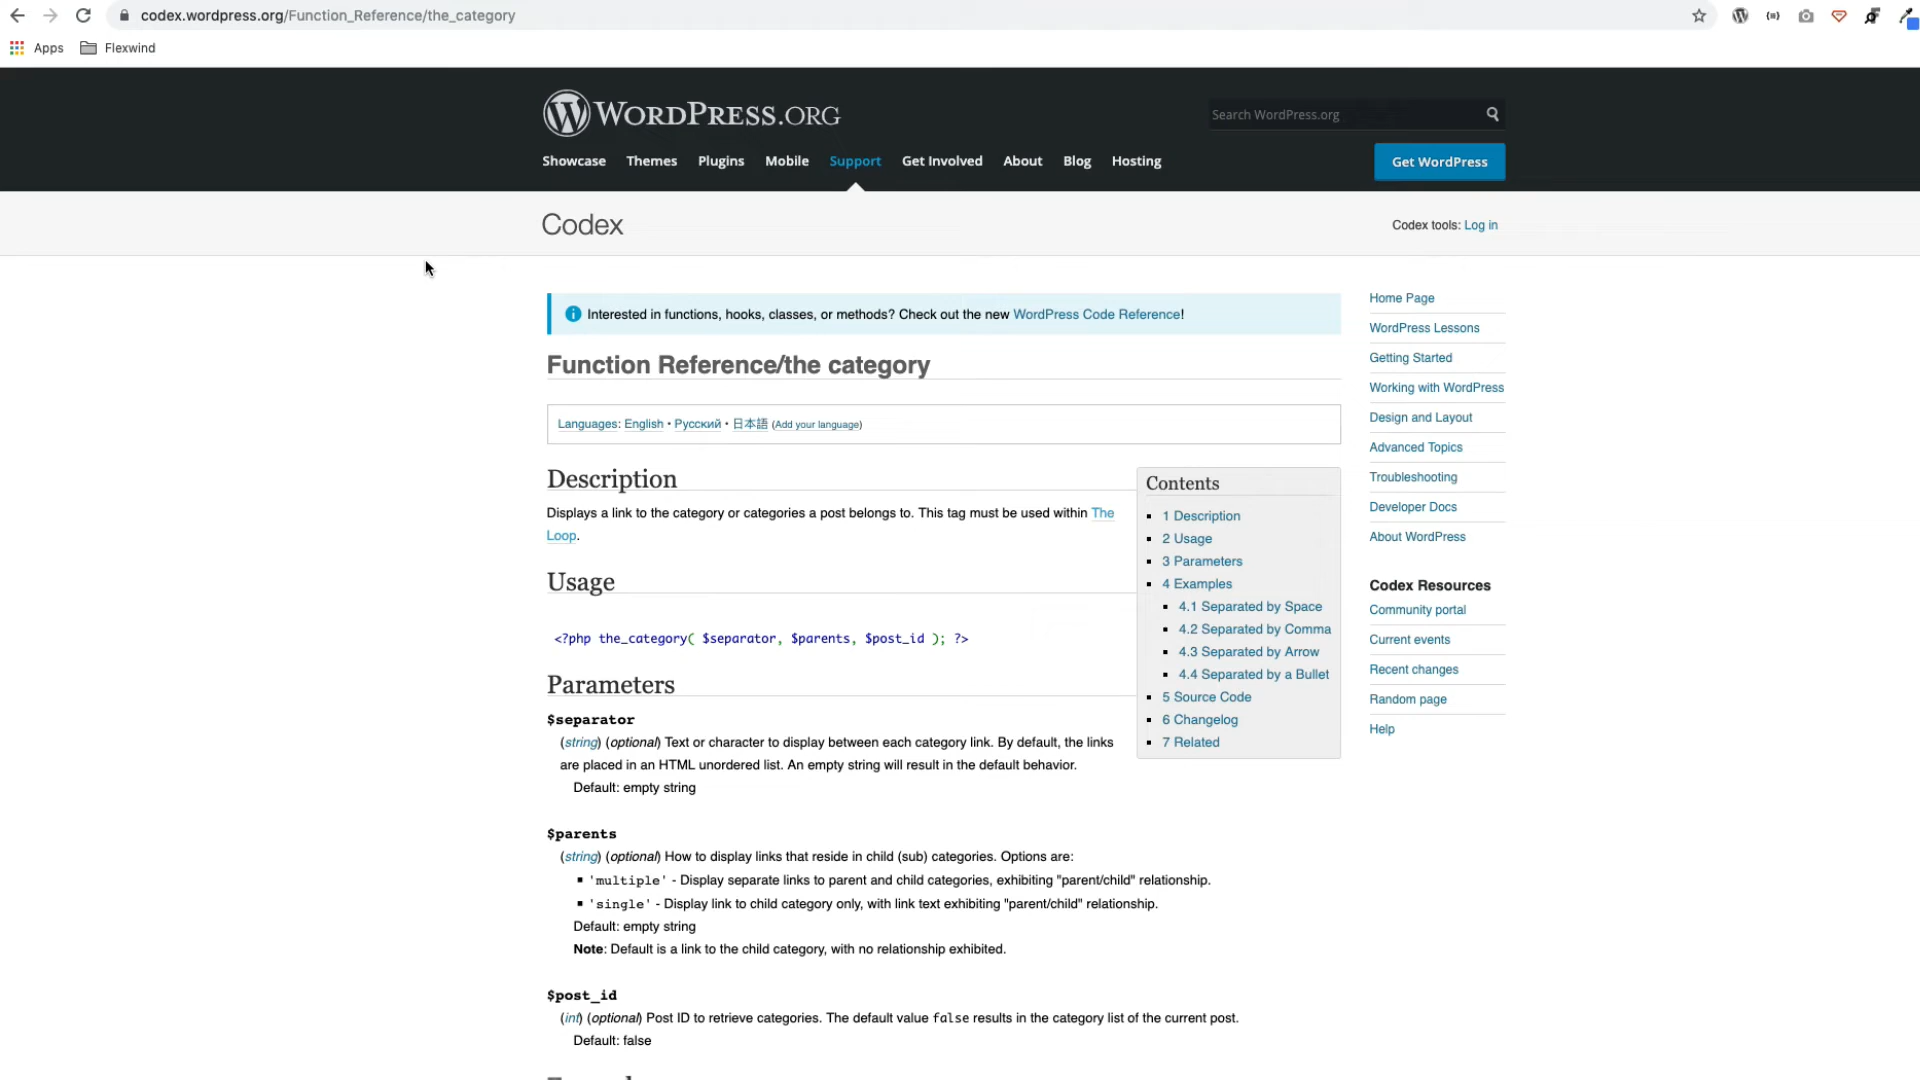 codex.wordpress.org/Function_Reference/the_category
Apps
Flexwind
WORDPRESS.ORG
Search WordPress.org
Showcase Themes Plugins Mobile Support Get Involved About Blog Hosting
Get WordPress
Codex
Codex tools: Log in
Interested in functions, hooks, classes, or methods? Check out the new WordPress Code Reference!
Function Reference/the category
Languages: English • Русский • 日本語 (Add your language)
Description
Displays a link to the category or categories a post belongs to. This tag must be used within The
Loop.
Usage
<?php the_category( $separator, $parents, $post_id ); ?>
Parameters
$separator
(string) (optional) Text or character to display between each category link. By default, the links
are placed in an HTML unordered list. An empty string will result in the default behavior.
Default: empty string
$parents
(string) (optional) How to display links that reside in child (sub) categories. Options are:
'multiple' - Display separate links to parent and child categories, exhibiting "parent/child" relationship.
'single' - Display link to child category only, with link text exhibiting "parent/child" relationship.
Default: empty string
Note: Default is a link to the child category, with no relationship exhibited.
$post_id
(int) (optional) Post ID to retrieve categories. The default value false results in the category list of the current post.
Default: false
Contents
1 Description
2 Usage
3 Parameters
4 Examples
4.1 Separated by Space
4.2 Separated by Comma
4.3 Separated by Arrow
4.4 Separated by a Bullet
5 Source Code
6 Changelog
7 Related
Home Page
WordPress Lessons
Getting Started
Working with WordPress
Design and Layout
Advanced Topics
Troubleshooting
Developer Docs
About WordPress
Codex Resources
Community portal
Current events
Recent changes
Random page
Help